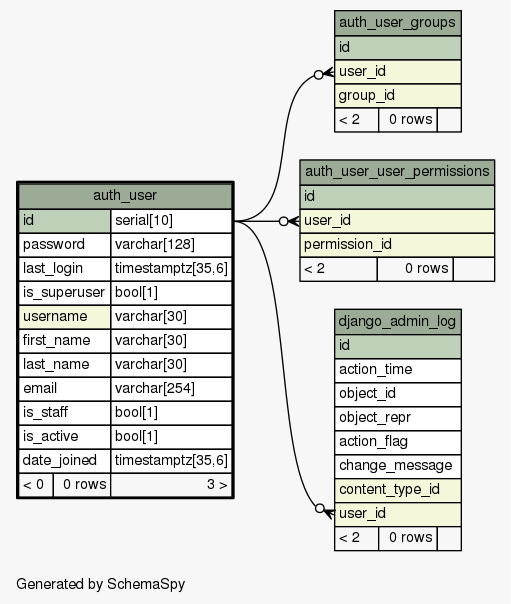 auth_user_groups
id
user_id
group_id
< 2 0 rows
auth_user_user_permissions
id
user_id
permission_id
< 2 0 rows
auth_user
id serial[10]
password varchar[128]
last_login timestamptz[35,6]
is_superuser bool[1]
username varchar[30]
first_name varchar[30]
last_name varchar[30]
email varchar[254]
is_staff bool[1]
is_active bool[1]
date_joined timestamptz[35,6]
< 0 0 rows 3 >
django_admin_log
id
action_time
object_id
object_repr
action_flag
change_message
content_type_id
user_id
< 2 0 rows
Generated by SchemaSpy